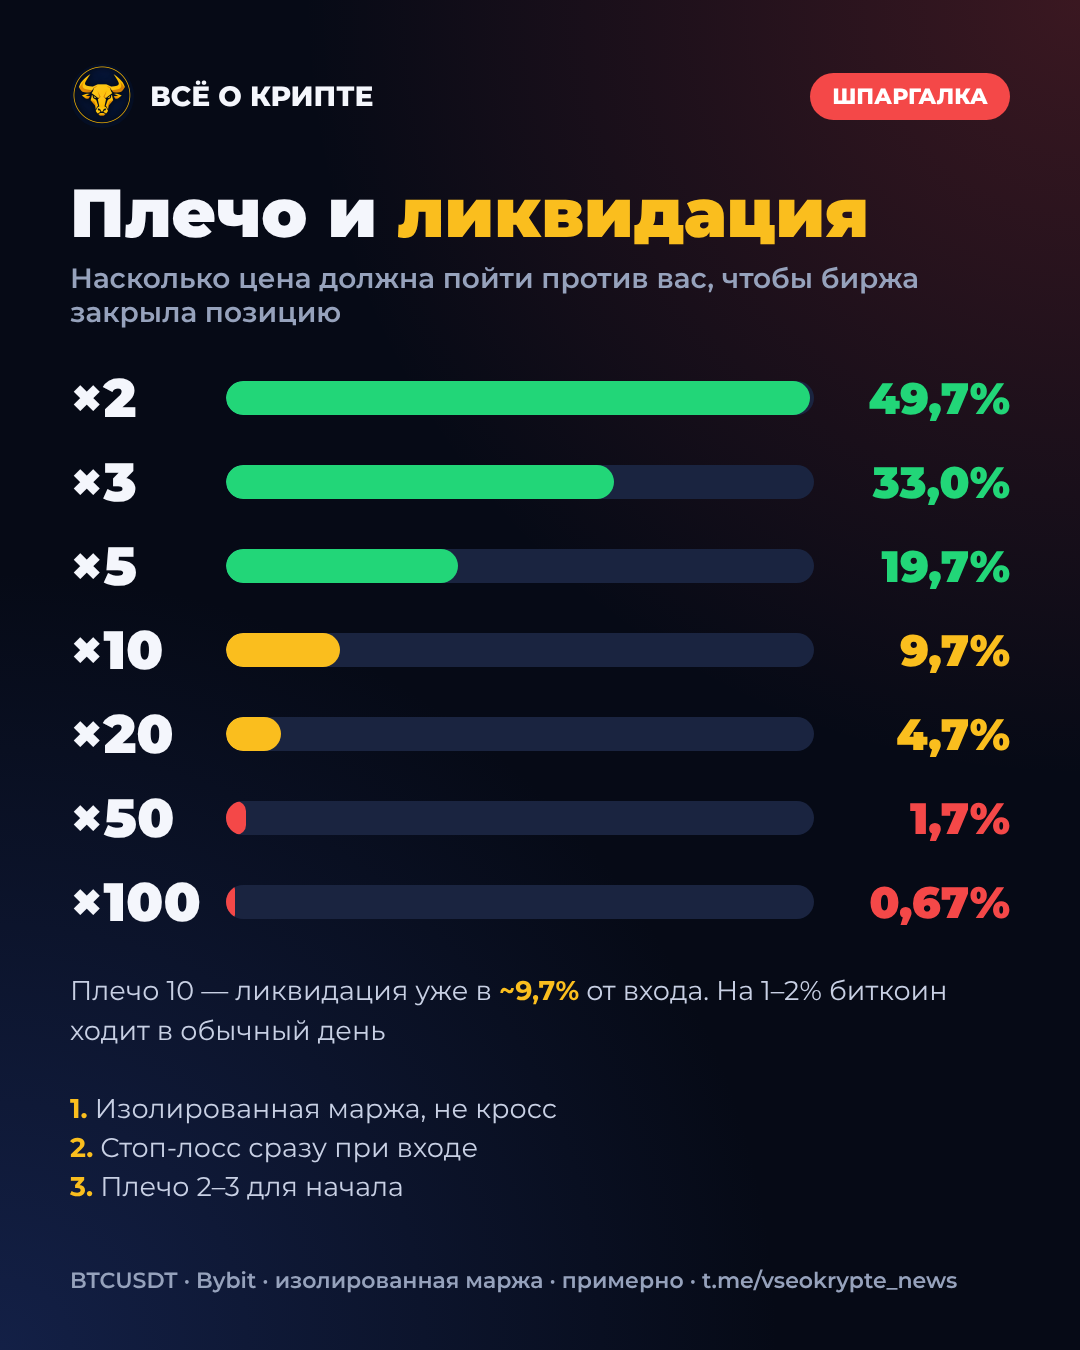 ВСЁ О КРИПТЕ
ШПАРГАЛКА
Плечо и ликвидация
Насколько цена должна пойти против вас, чтобы биржа
закрыла позицию
×2 49,7%
×3 33,0%
×5 19,7%
×10 9,7%
×20 4,7%
×50 1,7%
×100 0,67%
Плечо 10 — ликвидация уже в ~9,7% от входа. На 1–2% биткоин
ходит в обычный день
1. Изолированная маржа, не кросс
2. Стоп-лосс сразу при входе
3. Плечо 2–3 для начала
BTCUSDT · Bybit · изолированная маржа · примерно · t.me/vseokrypte_news